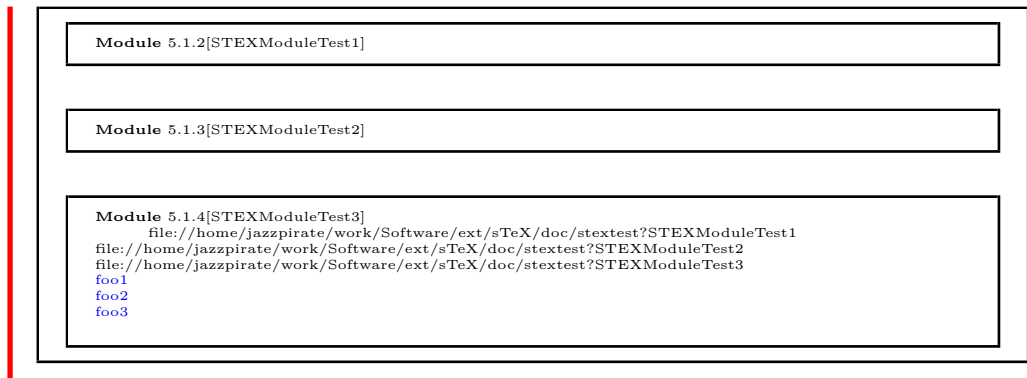 Module 5.1.2[STEXModuleTest1]
Module 5.1.3[STEXModuleTest2]
Module 5.1.4[STEXModuleTest3]
file://home/jazzpirate/work/Software/ext/sTeX/doc/stextest?STEXModuleTest1
file://home/jazzpirate/work/Software/ext/sTeX/doc/stextest?STEXModuleTest2
file://home/jazzpirate/work/Software/ext/sTeX/doc/stextest?STEXModuleTest3
foo1
foo2
foo3